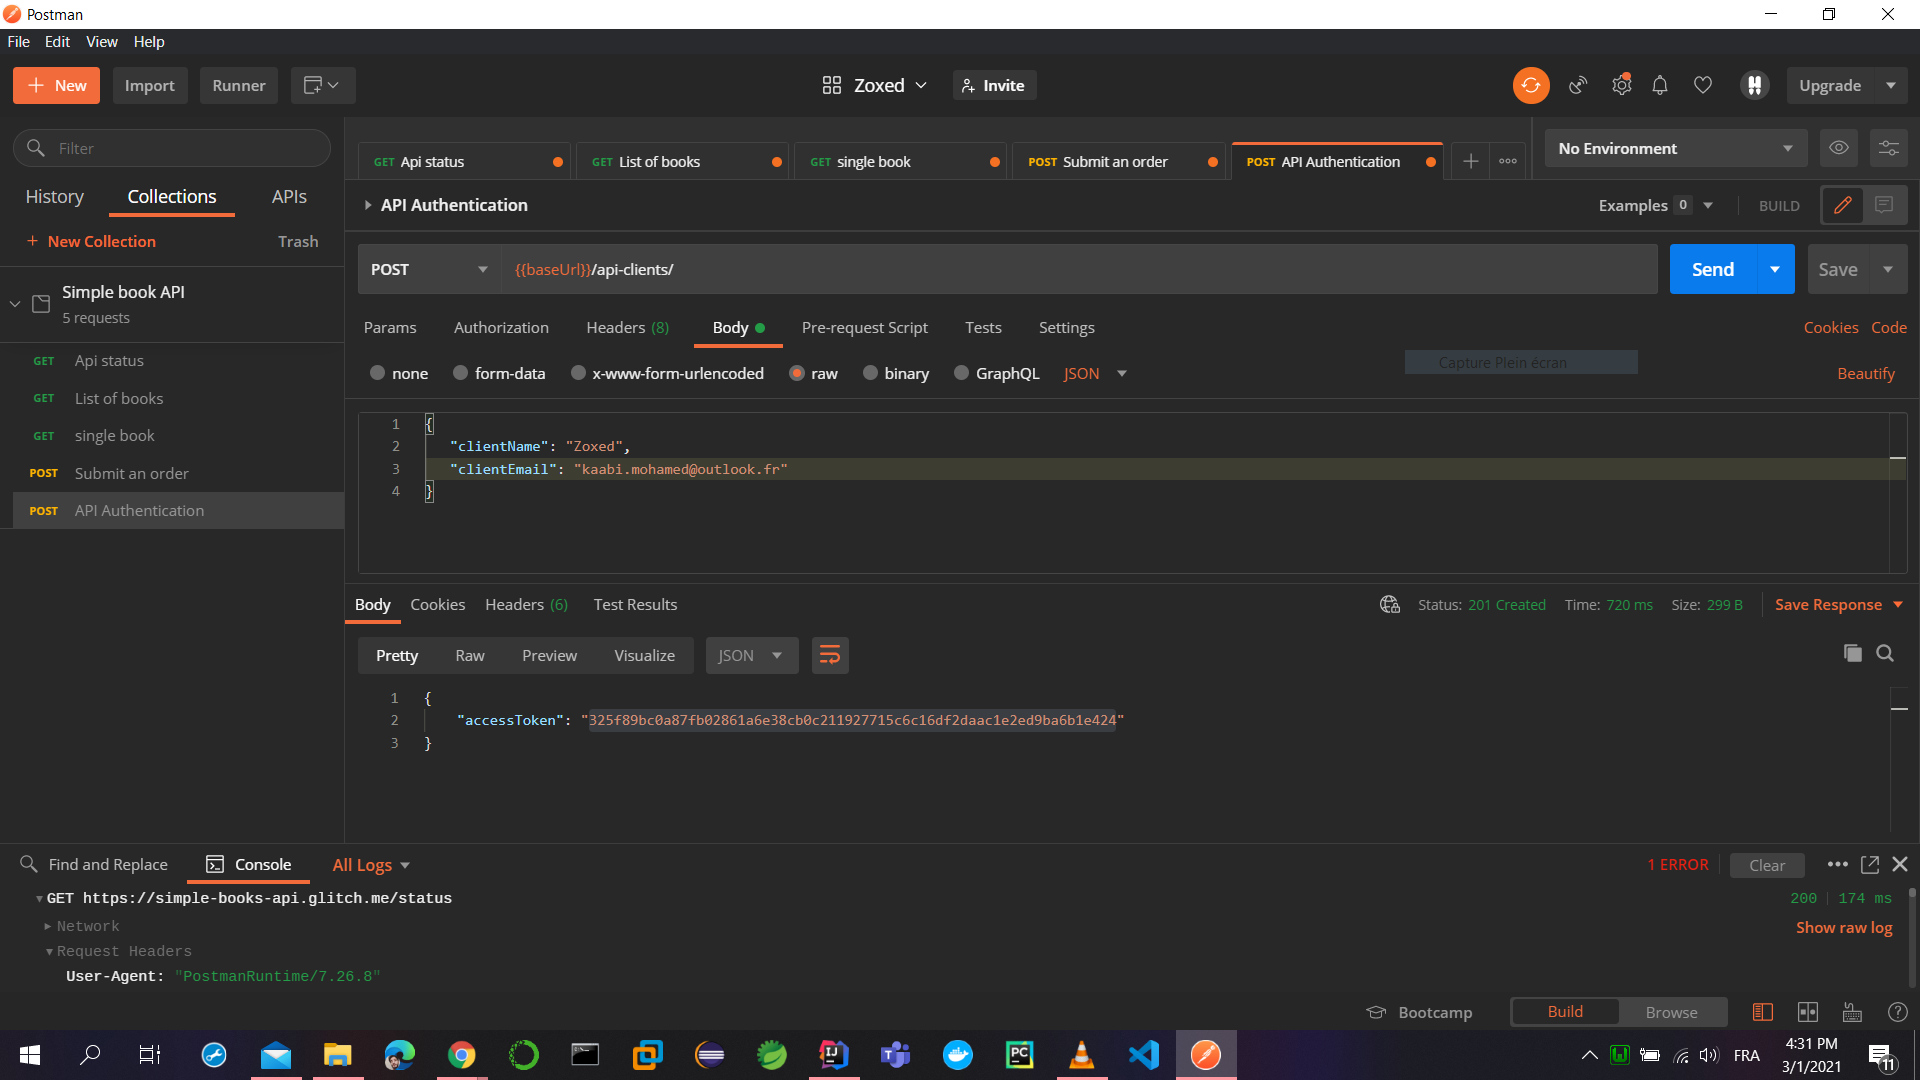 Postman
File Edit View Help
New Import Runner Zoxed Invite Upgrade
Filter
History Collections APIs
+ New Collection Trash
Simple book API
5 requests
GET Api status
GET List of books
GET single book
POST Submit an order
POST API Authentication
GET Api status GET List of books GET single book POST Submit an order POST API Authentication No Environment
API Authentication Examples 0 BUILD
POST {{baseUrl}}/api-clients/ Send Save
Params Authorization Headers (8) Body Pre-request Script Tests Settings Cookies Code
Capture Plein écran
none form-data x-www-form-urlencoded raw binary GraphQL JSON Beautify
1 {
2 "clientName": "Zoxed",
3 "clientEmail": "kaabi.mohamed@outlook.fr"
4 }
Body Cookies Headers (6) Test Results Status: 201 Created Time: 720 ms Size: 299 B Save Response
Pretty Raw Preview Visualize JSON
1 {
2 "accessToken": "325f89bc0a87fb02861a6e38cb0c211927715c6c16df2daac1e2ed9ba6b1e424"
3 }
Find and Replace Console All Logs 1 ERROR Clear
GET https://simple-books-api.glitch.me/status 200 174 ms
Network Show raw log
Request Headers
User-Agent: "PostmanRuntime/7.26.8"
Bootcamp Build Browse
FRA 4:31 PM
3/1/2021 11